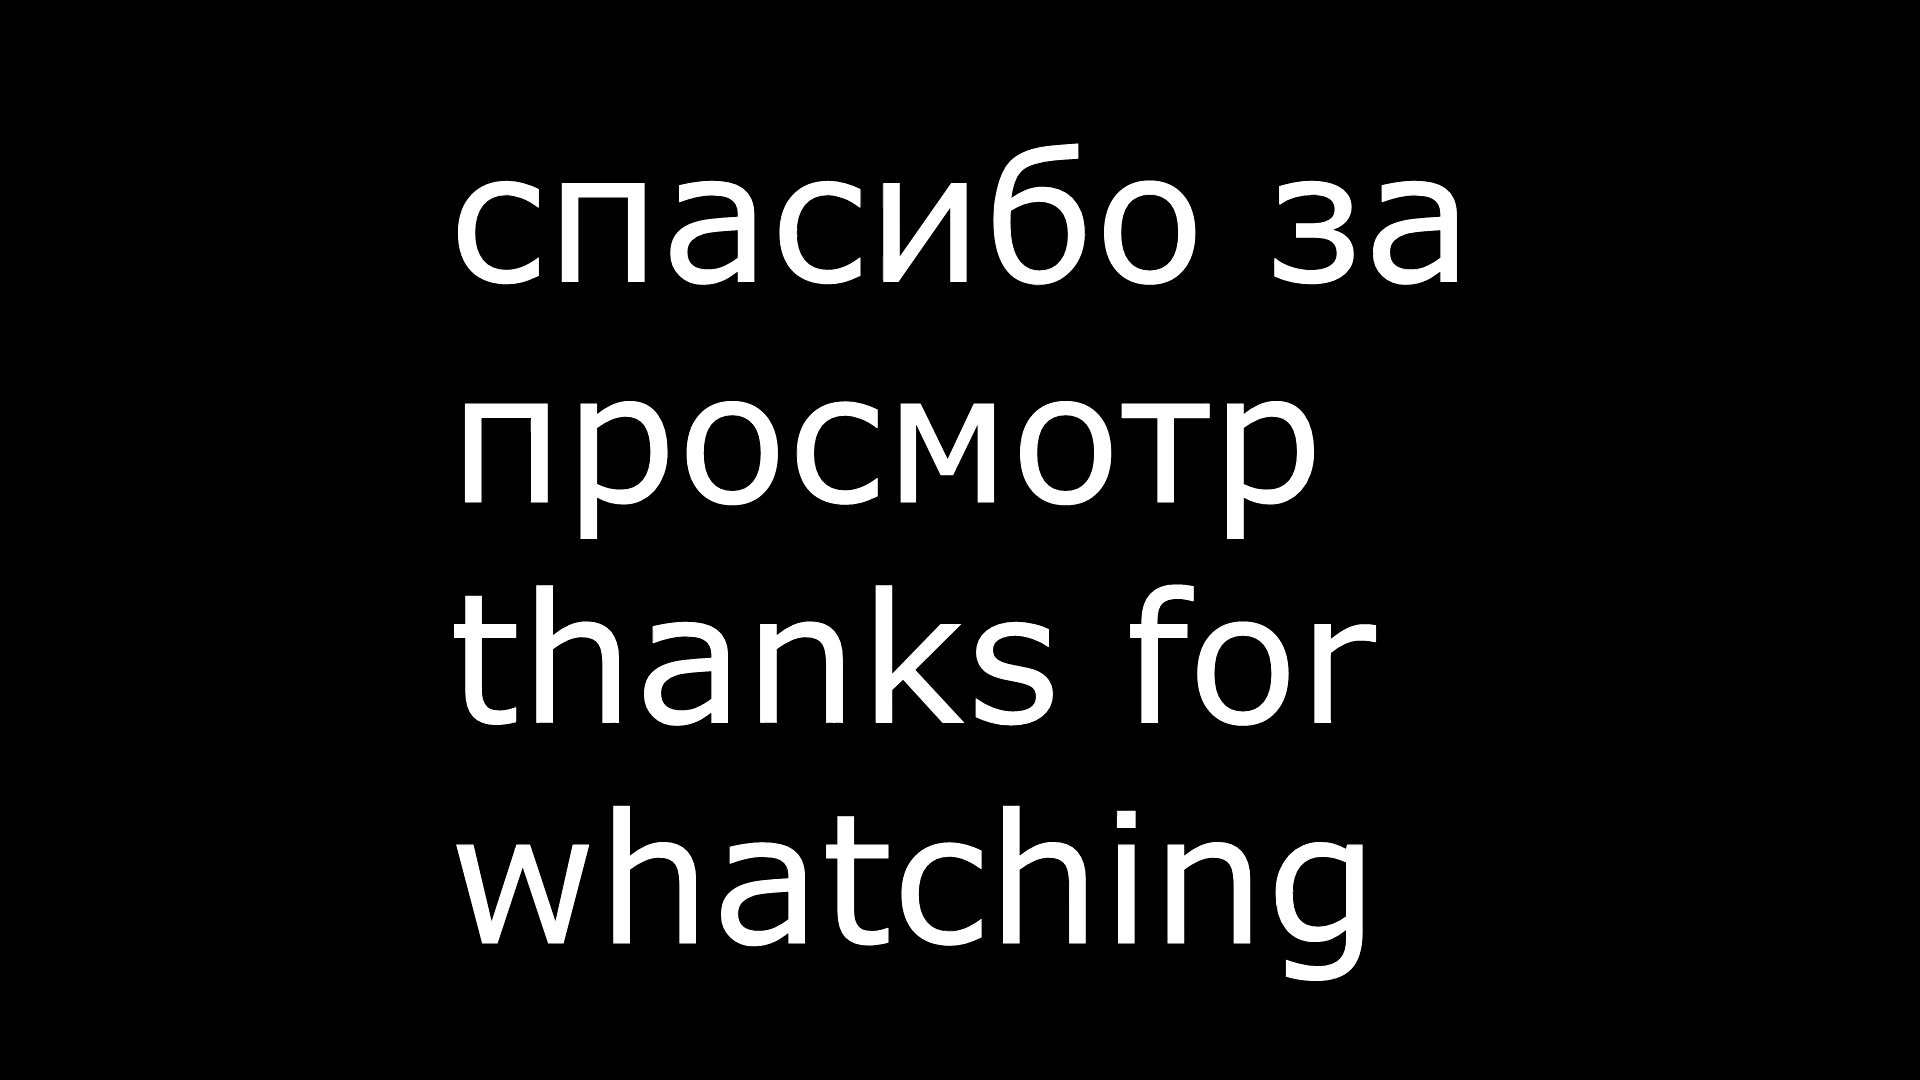 спасибо за
просмотр
thanks for
whatching